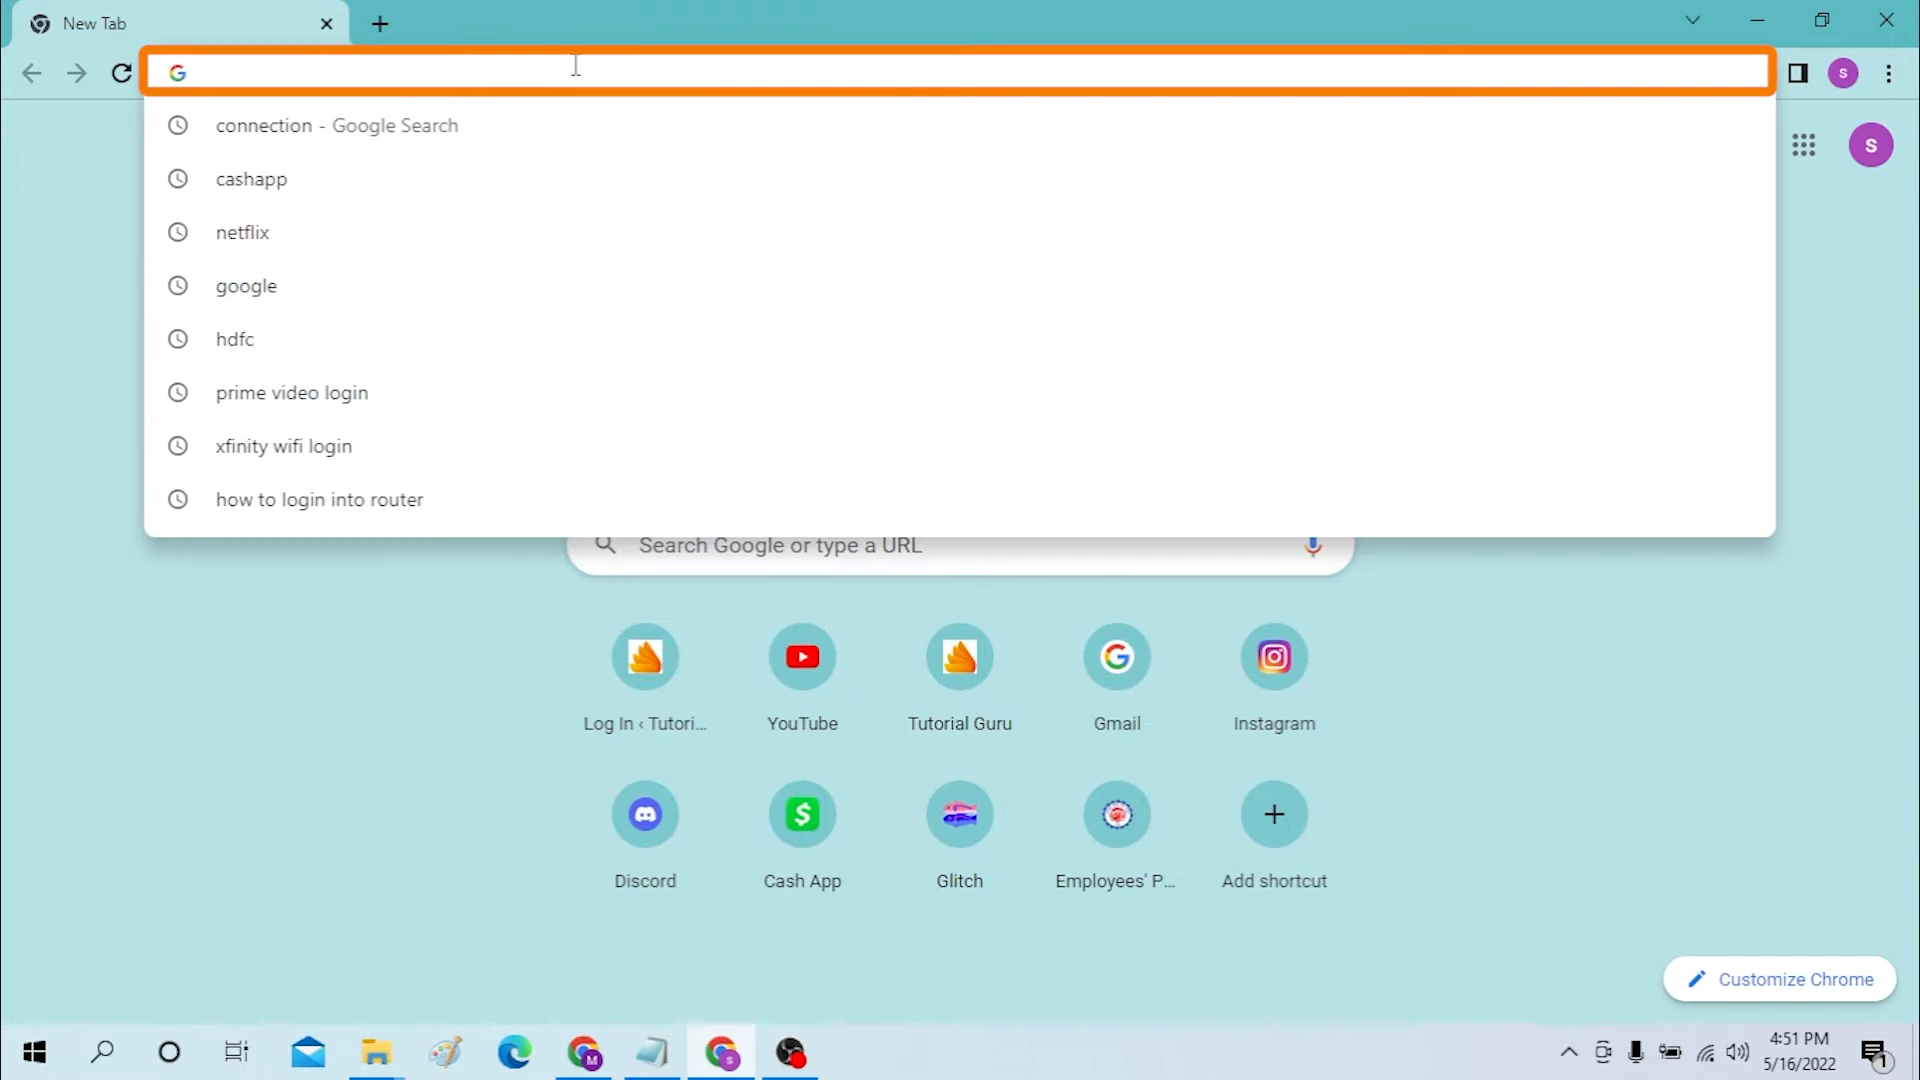 New Tab
S
connection - Google Search
S
cashapp
netflix
google
hdfc
prime video login
xfinity wifi login
how to login into router
Search Google or type a URL
Log In ‹ Tutori...
YouTube
Tutorial Guru
Gmail
Instagram
Discord
Cash App
Glitch
Employees' P...
Add shortcut
Customize Chrome
M
S
4:51 PM
5/16/2022
1